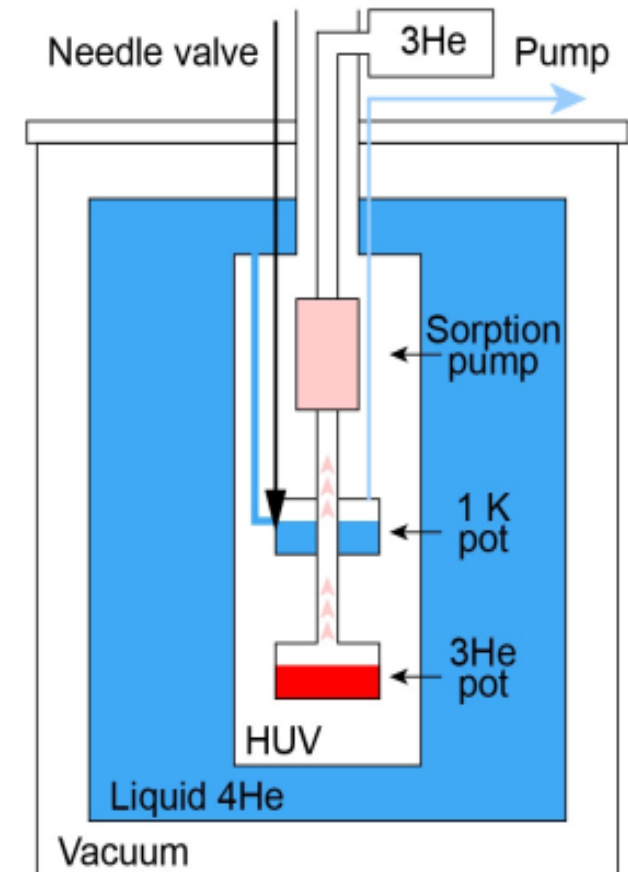 Needle valve
3He
Pump
Sorption
pump
1 K
pot
3He
pot
HUV
Liquid 4He
Vacuum